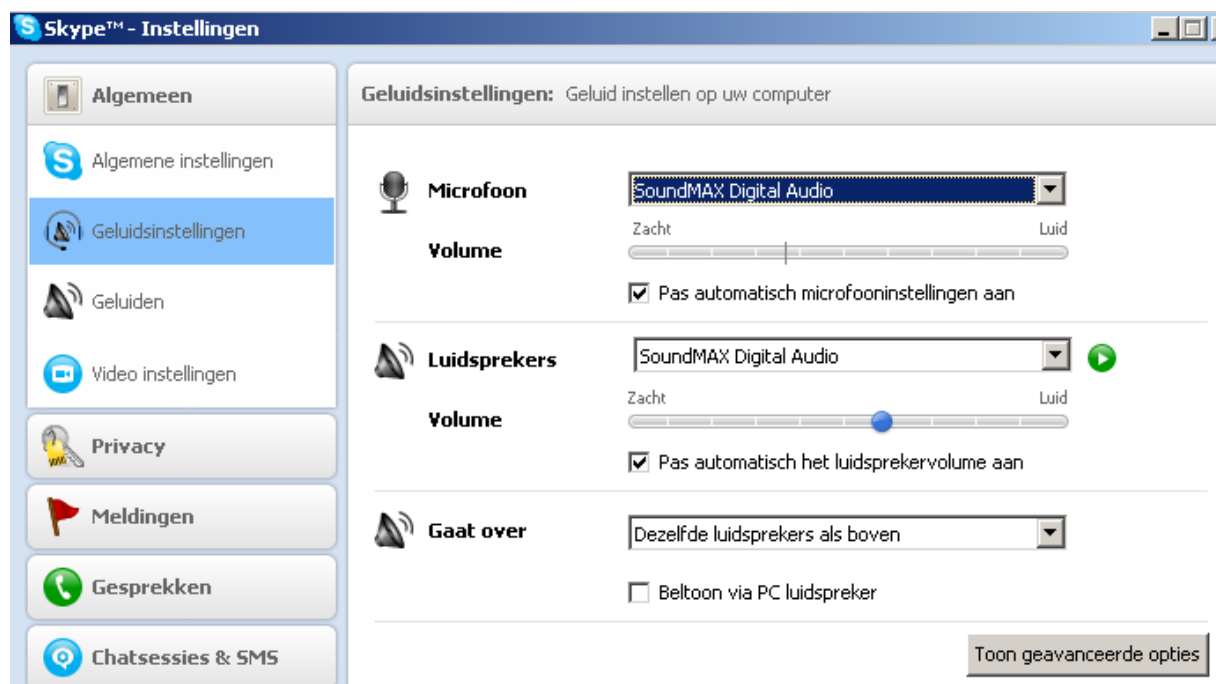 Skype™ - Instellingen
Algemeen
Algemene instellingen
Geluidsinstellingen
Geluiden
Video instellingen
Privacy
Meldingen
Gesprekken
Chatsessies & SMS
Geluidsinstellingen: Geluid instellen op uw computer
Microfoon
SoundMAX Digital Audio
Zacht
Luid
Volume
Pas automatisch microfooninstellingen aan
Luidsprekers
SoundMAX Digital Audio
Zacht
Luid
Volume
Pas automatisch het luidsprekervolume aan
Gaat over
Dezelfde luidsprekers als boven
Beltoon via PC luidspreker
Toon geavanceerde opties